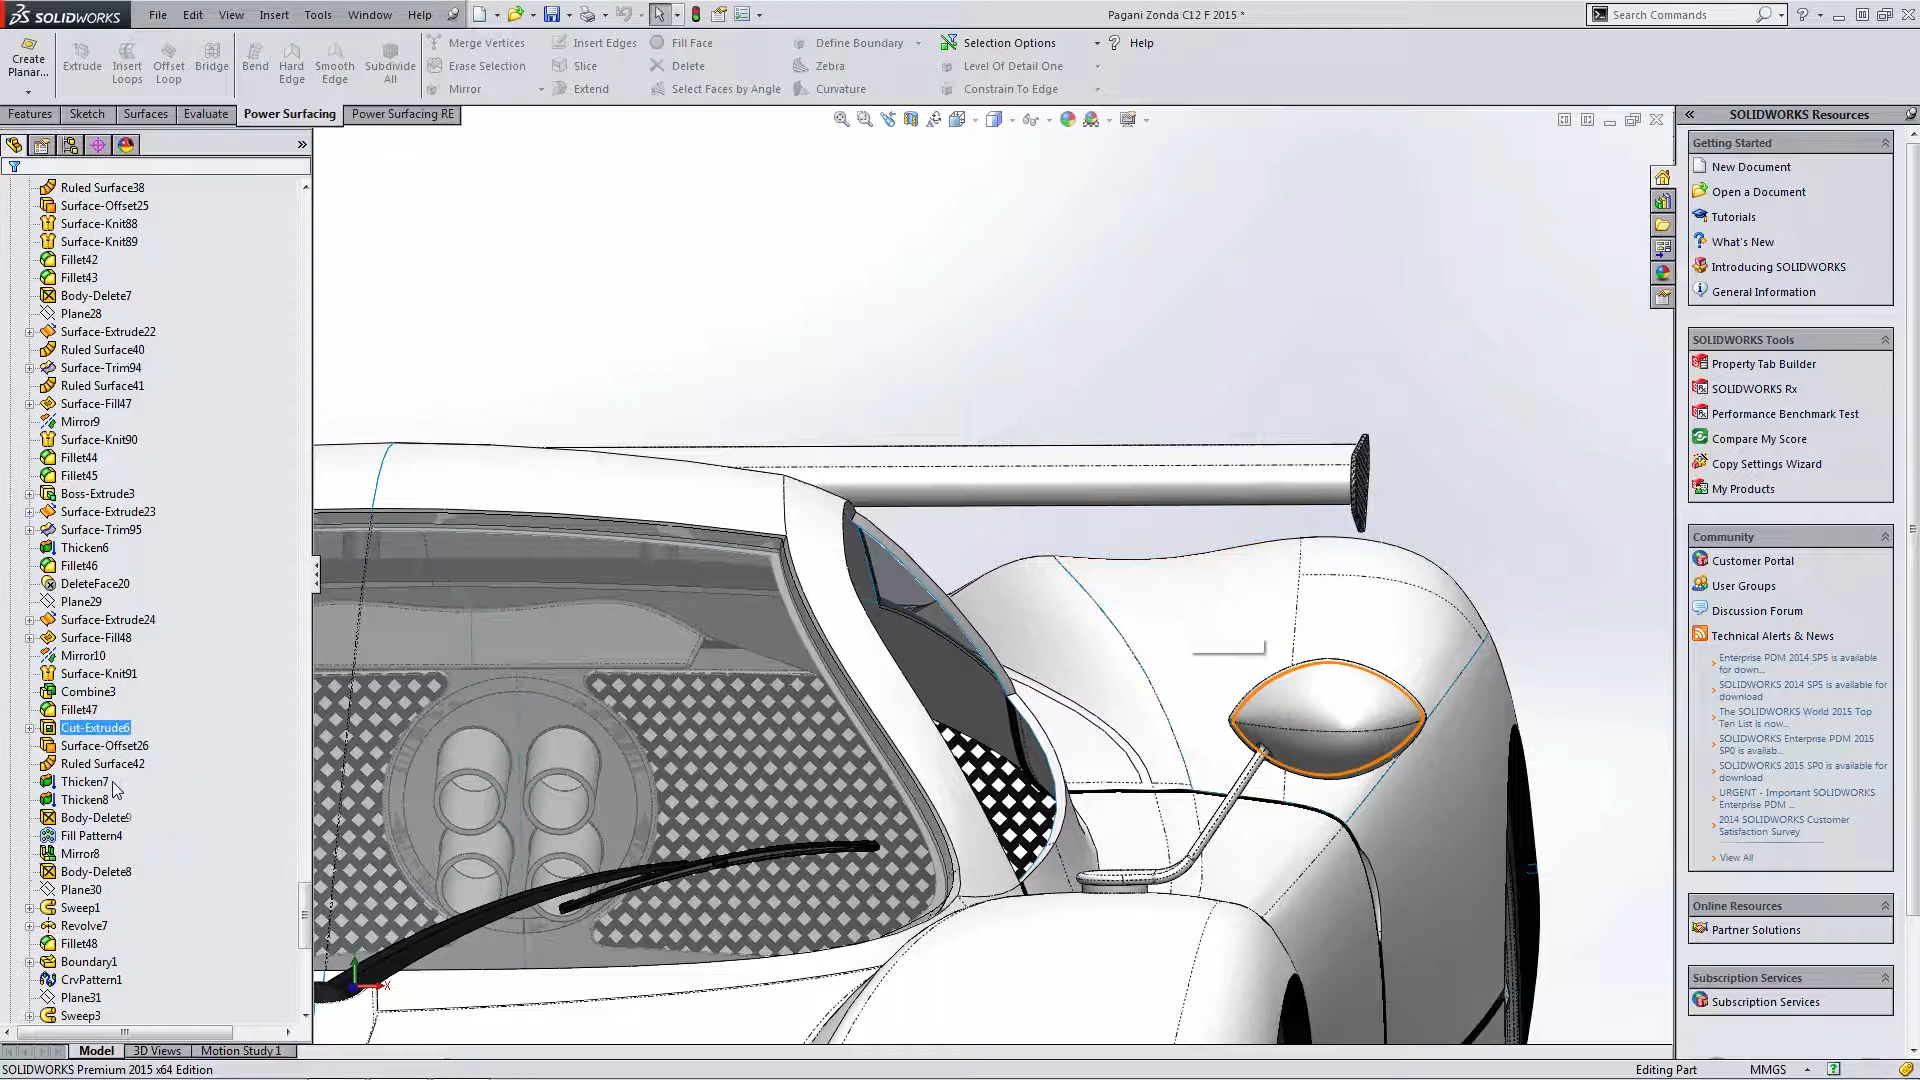 SOLIDWORKS File Edit View Insert Tools Window Help Pagani Zonda C12 F 2015 * Search Commands
Create Planar... Extrude Insert Loops Offset Loop Bridge Bend Hard Edge Smooth Edge Subdivide All
Merge Vertices Insert Edges Fill Face Define Boundary Selection Options Help
Erase Selection Slice Delete Zebra Level Of Detail One
Mirror Extend Select Faces by Angle Curvature Constrain To Edge
Features Sketch Surfaces Evaluate Power Surfacing Power Surfacing RE
Ruled Surface38
Surface-Offset25
Surface-Knit88
Surface-Knit89
Fillet42
Fillet43
Body-Delete7
Plane28
Surface-Extrude22
Ruled Surface40
Surface-Trim94
Ruled Surface41
Surface-Fill47
Mirror9
Surface-Knit90
Fillet44
Fillet45
Boss-Extrude3
Surface-Extrude23
Surface-Trim95
Thicken6
Fillet46
DeleteFace20
Plane29
Surface-Extrude24
Surface-Fill48
Mirror10
Surface-Knit91
Combine3
Fillet47
Cut-Extrude6
Surface-Offset26
Ruled Surface42
Thicken7
Thicken8
Body-Delete9
Fill Pattern4
Mirror8
Body-Delete8
Plane30
Sweep1
Revolve7
Fillet48
Boundary1
CrvPattern1
Plane31
Sweep3
X
SOLIDWORKS Resources
Getting Started
New Document
Open a Document
Tutorials
What's New
Introducing SOLIDWORKS
General Information
SOLIDWORKS Tools
Property Tab Builder
SOLIDWORKS Rx
Performance Benchmark Test
Compare My Score
Copy Settings Wizard
My Products
Community
Customer Portal
User Groups
Discussion Forum
Technical Alerts & News
Enterprise PDM 2014 SP5 is available
for down...
SOLIDWORKS 2014 SP5 is available for
download
The SOLIDWORKS World 2015 Top
Ten List is now...
SOLIDWORKS Enterprise PDM 2015
SP0 is availab...
SOLIDWORKS 2015 SP0 is available for
download
URGENT - Important SOLIDWORKS
Enterprise PDM ...
2014 SOLIDWORKS Customer
Satisfaction Survey
View All
Online Resources
Partner Solutions
Subscription Services
Subscription Services
Model 3D Views Motion Study 1
SOLIDWORKS Premium 2015 x64 Edition Editing Part MMGS